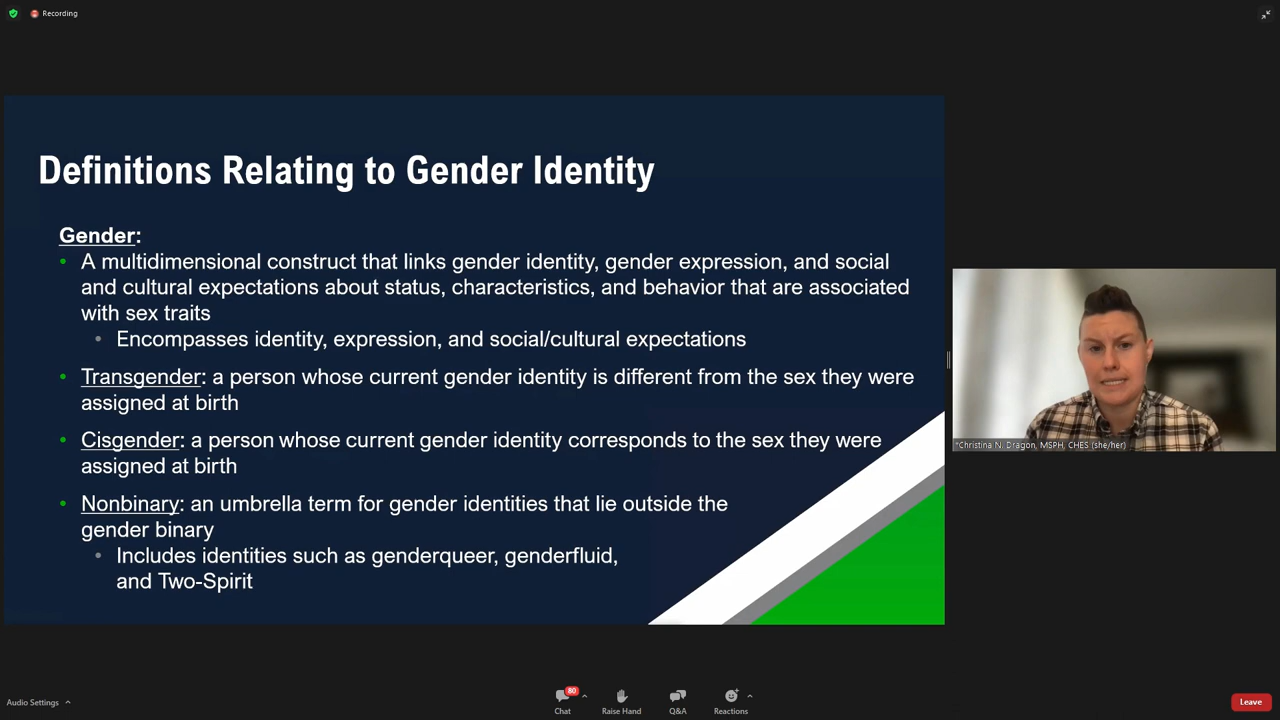 Recording
Definitions Relating to Gender Identity
Gender:
• A multidimensional construct that links gender identity, gender expression, and social
and cultural expectations about status, characteristics, and behavior that are associated
with sex traits
• Encompasses identity, expression, and social/cultural expectations
• Transgender: a person whose current gender identity is different from the sex they were
assigned at birth
• Cisgender: a person whose current gender identity corresponds to the sex they were
assigned at birth
• Nonbinary: an umbrella term for gender identities that lie outside the
gender binary
• Includes identities such as genderqueer, genderfluid,
and Two-Spirit
*Christina N. Dragon, MSPH, CHES (she/her)
Audio Settings
80
Chat
Raise Hand
Q&A
Reactions
Leave